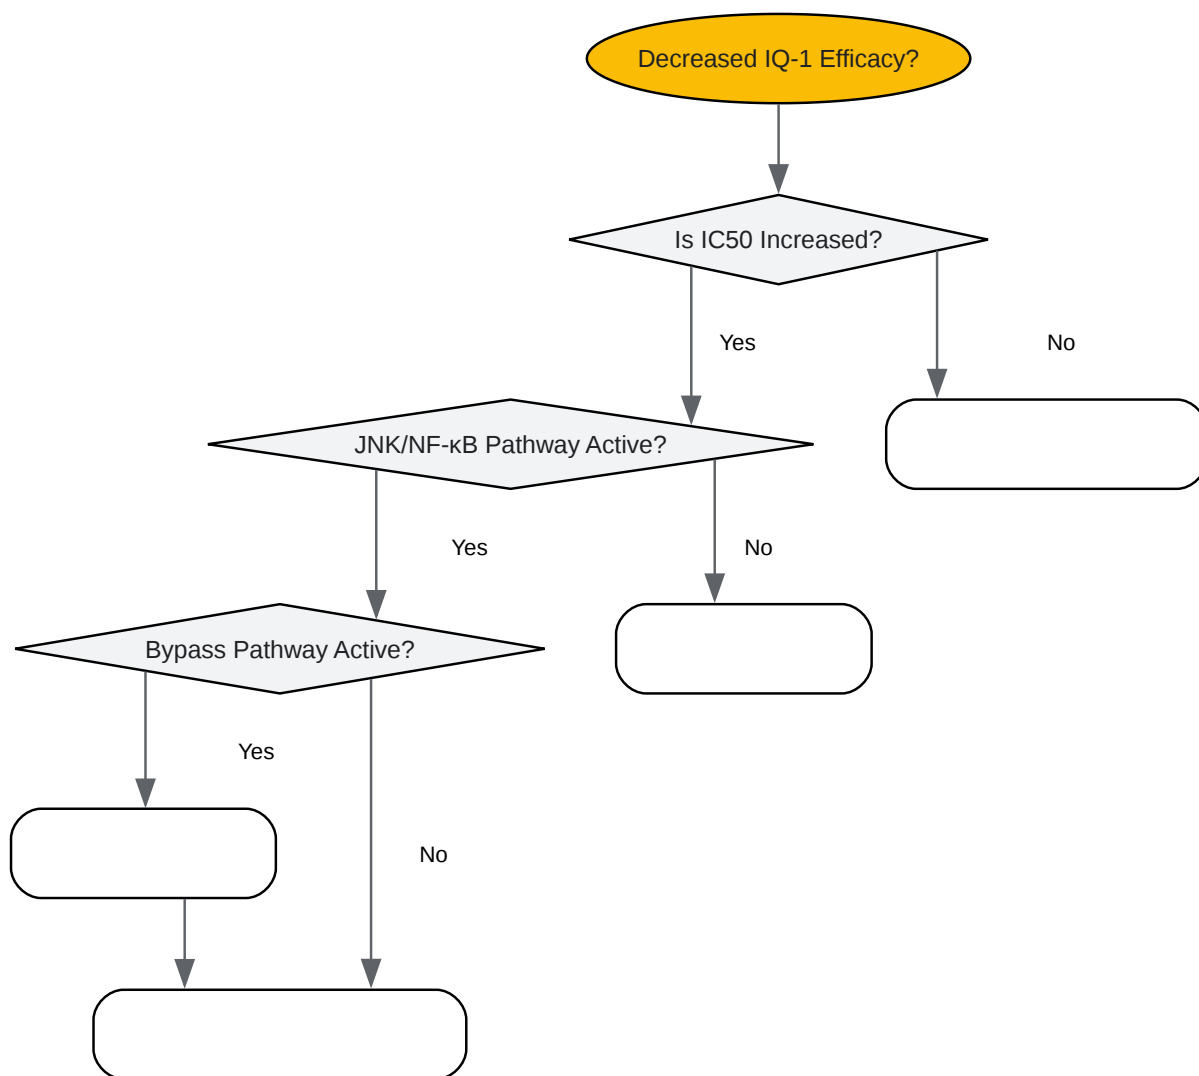 Decreased IQ-1 Efficacy?
Is IC50 Increased?
Yes
No
JNK/NF-κB Pathway Active?
Yes
No
Bypass Pathway Active?
Yes
No